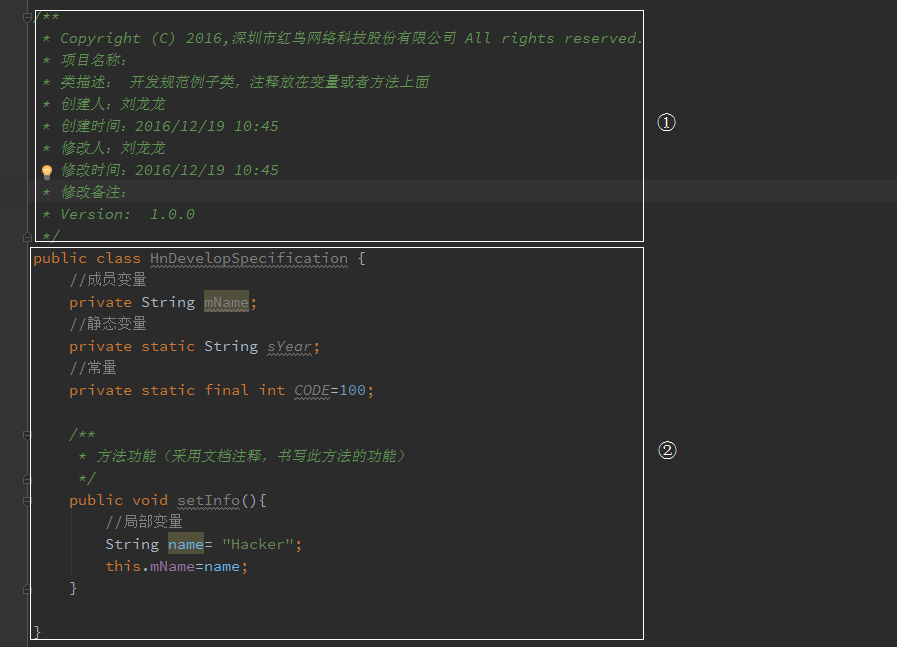 /**
* Copyright (C) 2016,深圳市红鸟网络科技股份有限公司 All rights reserved.
* 项目名称:
* 类描述： 开发规范例子类，注释放在变量或者方法上面
* 创建人：刘龙龙
* 创建时间：2016/12/19 10:45
* 修改人：刘龙龙
* 修改时间：2016/12/19 10:45
* 修改备注：
* Version: 1.0.0
*/
①
public class HnDevelopSpecification {
//成员变量
private String mName;
//静态变量
private static String sYear;
//常量
private static final int CODE=100;
/**
* 方法功能（采用文档注释，书写此方法的功能）
*/
②
public void setInfo(){
//局部变量
String name= "Hacker";
this.mName=name;
}
}